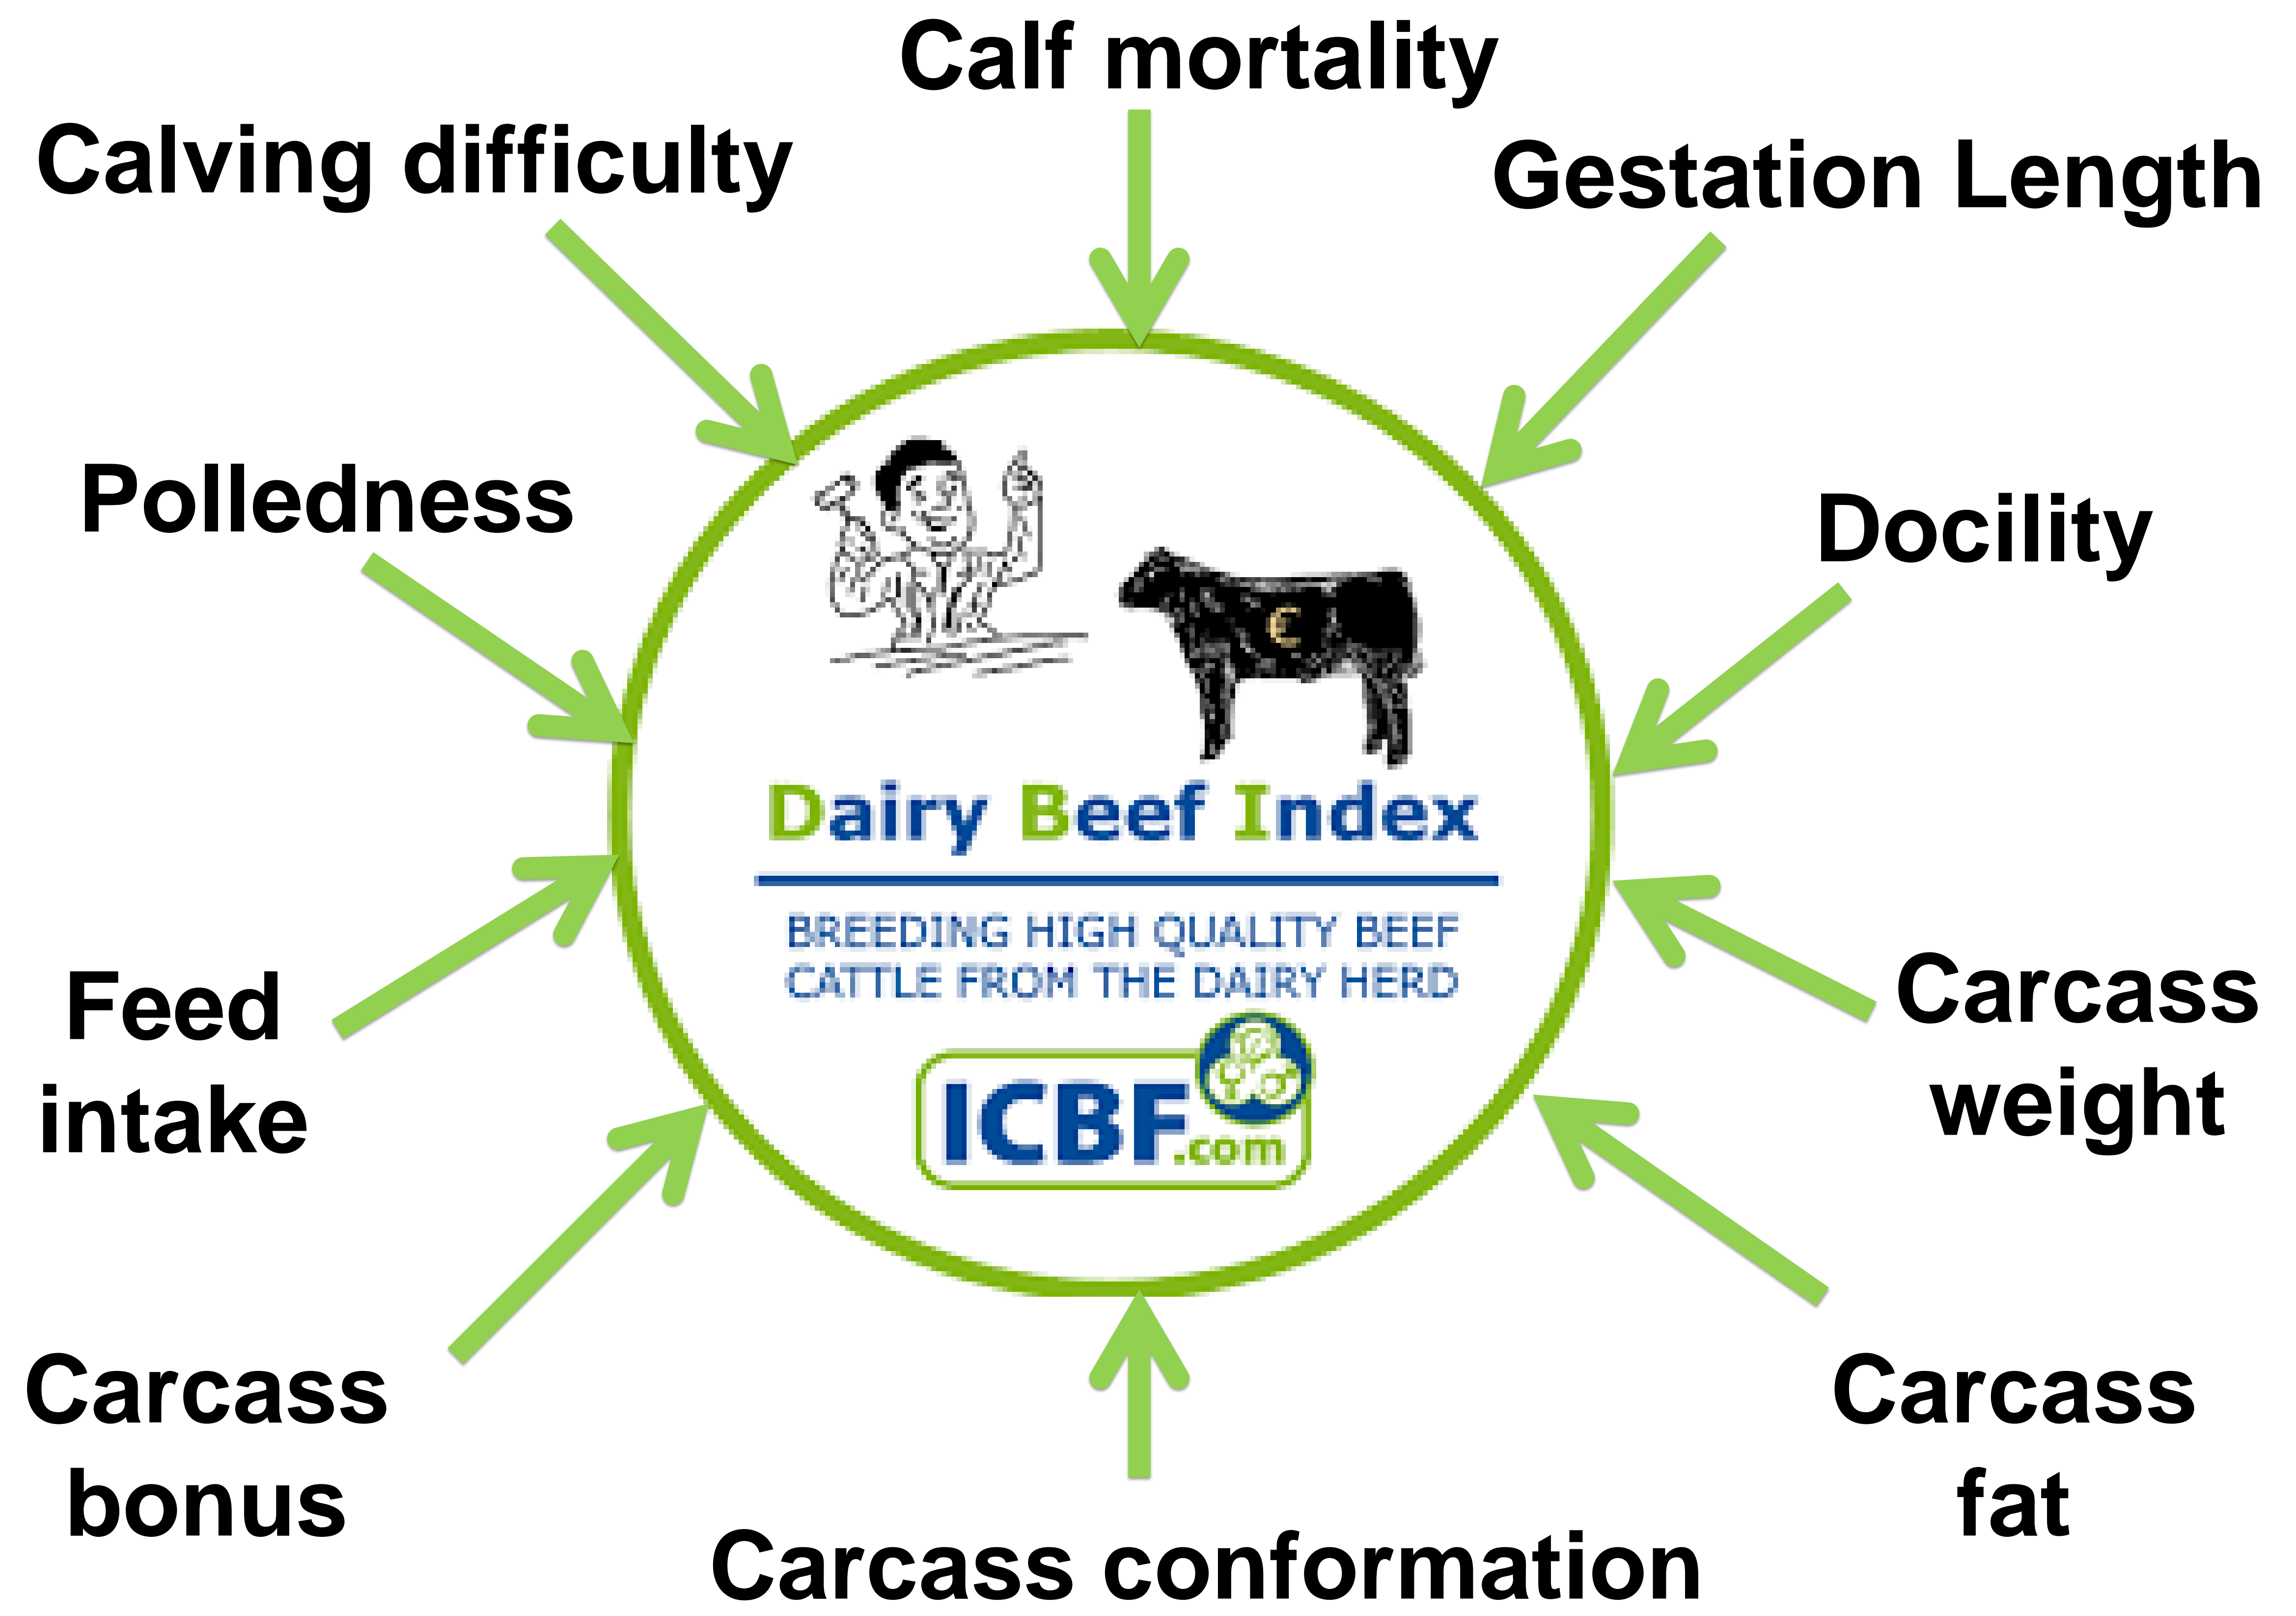 Calf mortality
Calving difficulty
Gestation Length
Polledness
Docility
€
Dairy Beef Index
BREEDING HIGH QUALITY BEEF
CATTLE FROM THE DAIRY HERD
Feed
intake
Carcass
weight
ICBF.com
Carcass
bonus
Carcass
fat
Carcass conformation